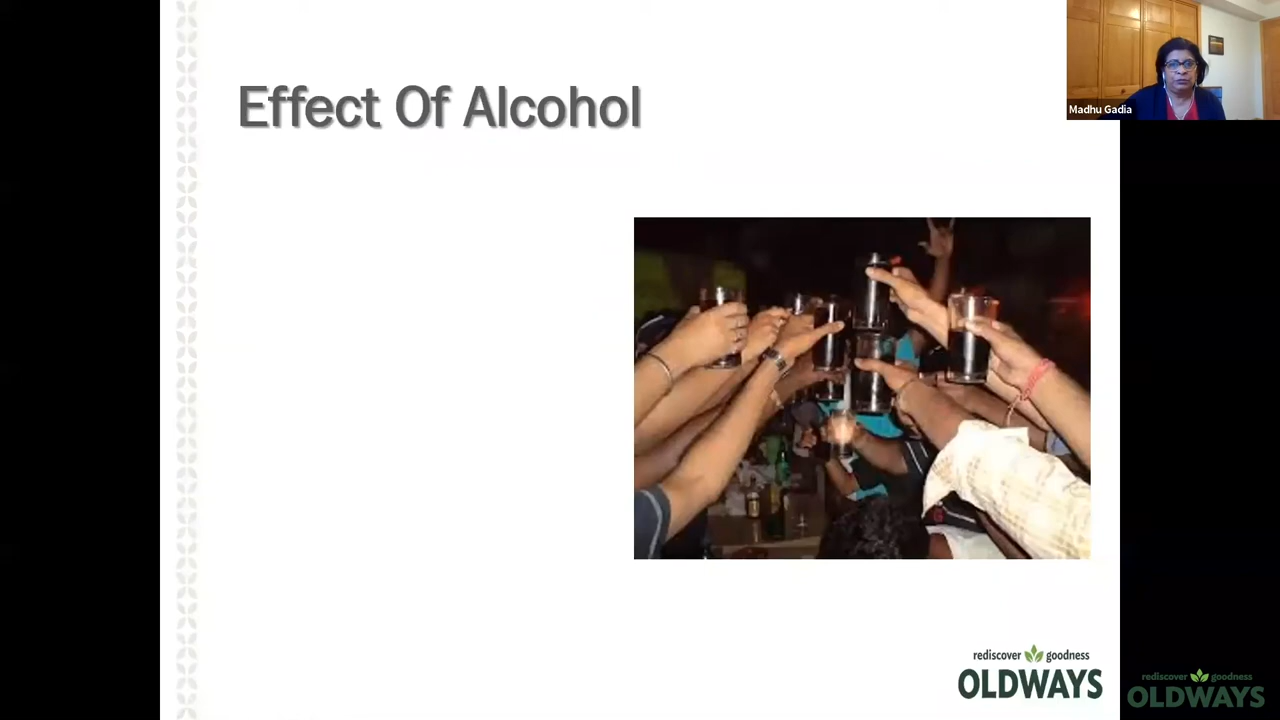 Effect Of Alcohol
Madhu Gadia
rediscover goodness
OLDWAYS
rediscover goodness
OLDWAYS